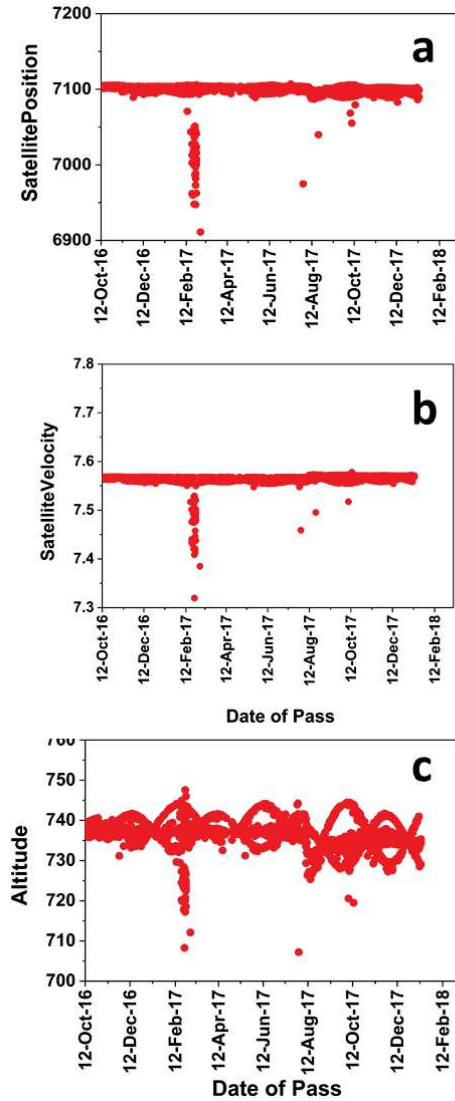 a
7200
7100
7000
6900
SatellitePosition
12-Oct-16
12-Dec-16
12-Feb-17
12-Apr-17
12-Jun-17
12-Aug-17
12-Oct-17
12-Dec-17
12-Feb-18
b
7.8
7.7
7.6
7.5
7.4
7.3
SatelliteVelocity
12-Oct-16
12-Dec-16
12-Feb-17
12-Apr-17
12-Jun-17
12-Aug-17
12-Oct-17
12-Dec-17
12-Feb-18
Date of Pass
c
760
750
740
730
720
710
700
Altitude
12-Oct-16
12-Dec-16
12-Feb-17
12-Apr-17
12-Jun-17
12-Aug-17
12-Oct-17
12-Dec-17
12-Feb-18
Date of Pass